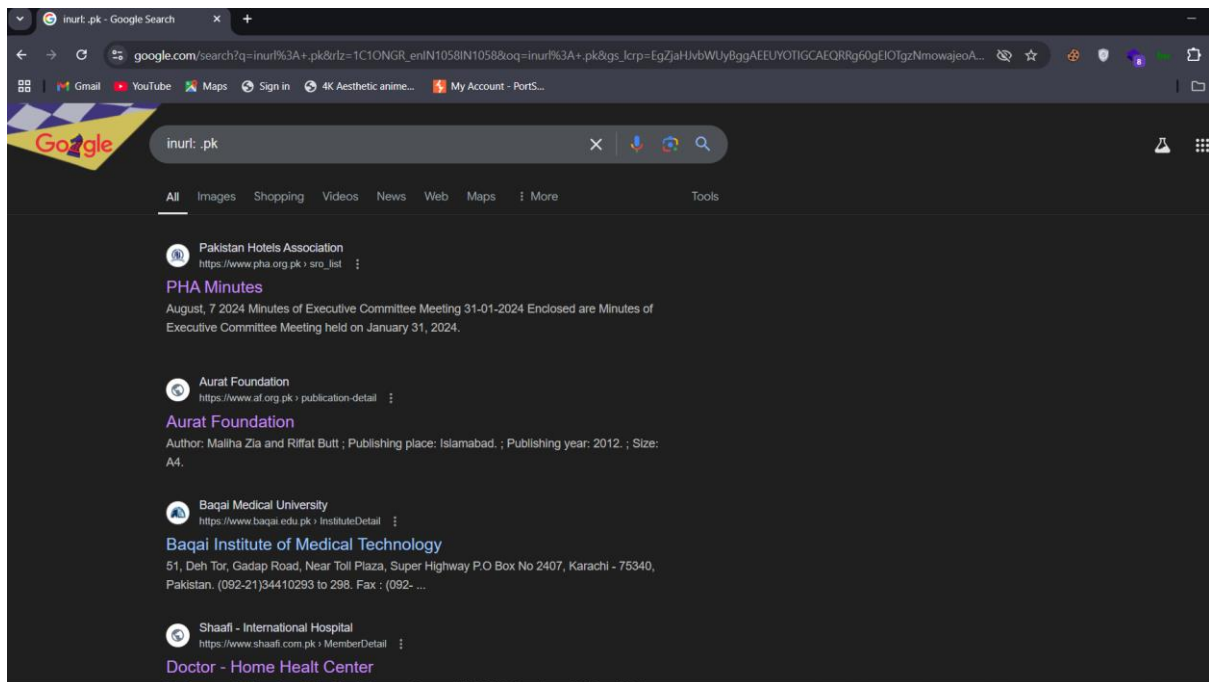 inurl: .pk - Google Search
google.com/search?q=inurl%3A+.pk&rlz=1C1ONGR_enIN1058IN1058&oq=inurl%3A+.pk&gs_lcrp=
Gmail YouTube Maps Sign in 4K Aesthetic anime... My Account - PortS...
Google
inurl: .pk
All Images Shopping Videos News Web Maps More Tools
Pakistan Hotels Association
https://www.pha.org.pk › sro_list
PHA Minutes
August, 7 2024 Minutes of Executive Committee Meeting 31-01-2024 Enclosed are Minutes of
Executive Committee Meeting held on January 31, 2024.
Aurat Foundation
https://www.af.org.pk › publication-detail
Aurat Foundation
Author: Maliha Zia and Riffat Butt ; Publishing place: Islamabad. ; Publishing year: 2012. ; Size:
A4.
Baqai Medical University
https://www.baqai.edu.pk › InstituteDetail
Baqai Institute of Medical Technology
51, Deh Tor, Gadap Road, Near Toll Plaza, Super Highway P.O Box No 2407, Karachi - 75340,
Pakistan. (092-21)34410293 to 298. Fax : (092- ...
Shaafi - International Hospital
https://www.shaafi.com.pk › MemberDetail
Doctor - Home Healt Center